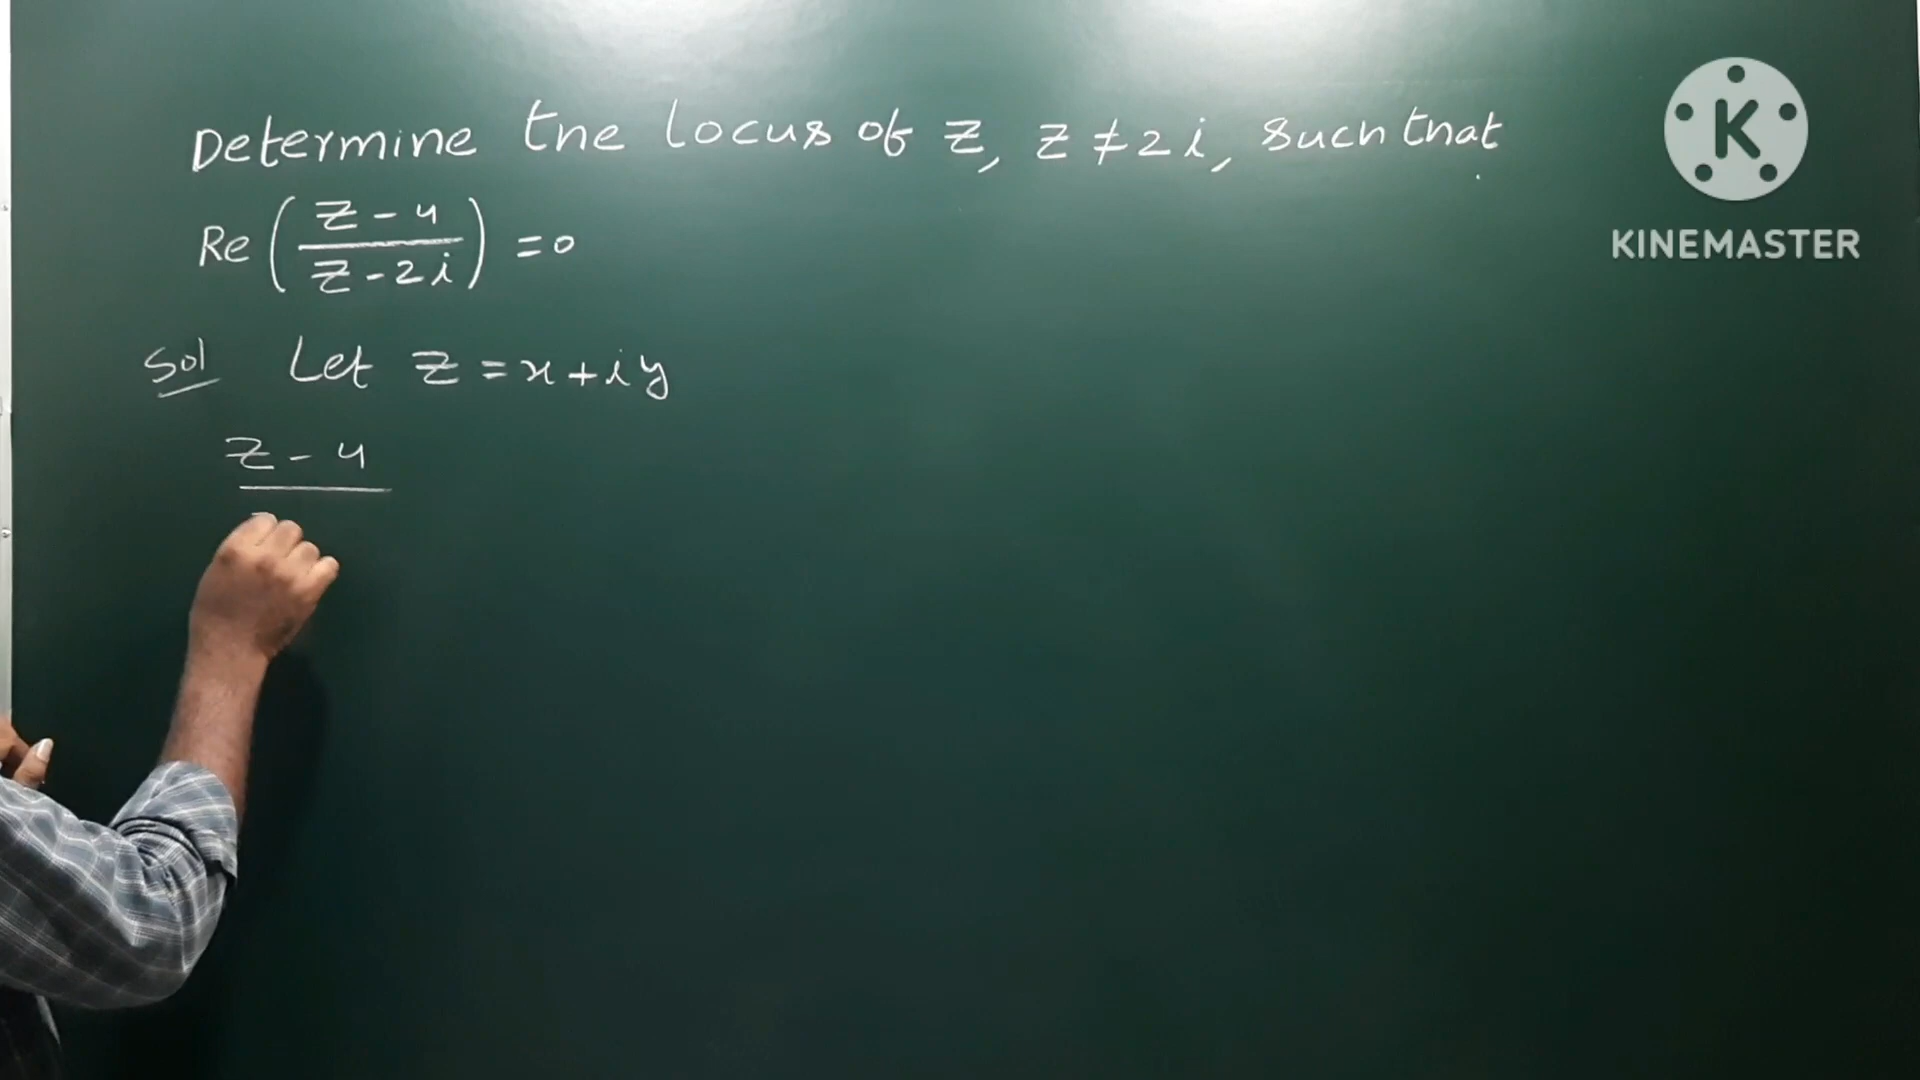 Determine the locus of z, z ≠ 2i, such that
Re ( (z - 4) / (z - 2i) ) = 0
Sol Let z = x + iy
z - 4
K
KINEMASTER